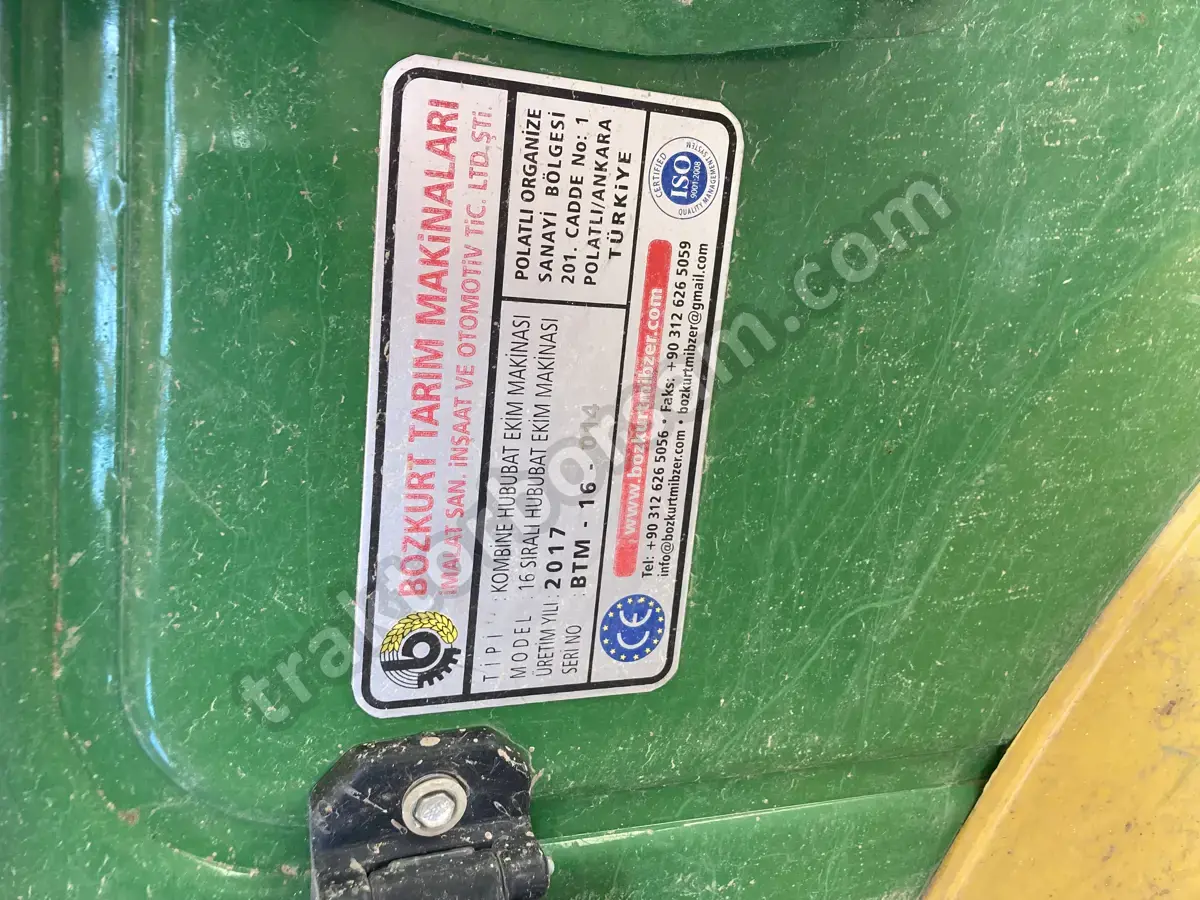 BOZKURT TARIM MAKİNALARI
İMALAT SAN. İNŞAAT VE OTOMOTİV TİC. LTD.ŞTİ.
TİPİ : KOMBİNE HUBUBAT EKİM MAKİNASI
MODEL : 16 SIRALI HUBUBAT EKİM MAKİNASI
ÜRETİM YILI : 2017
SERİ NO : BTM - 16 - 014
POLATLI ORGANİZE
SANAYİ BÖLGESİ
201. CADDE No: 1
POLATLI/ANKARA
TÜRKİYE
CE
www.bozkurtmibzer.com
Tel: +90 312 626 5056 • Faks: +90 312 626 5059
info@bozkurtmibzer.com • bozkurtmibzer@gmail.com
CERTIFIED
ISO
9001:2008
QUALITY MANAGEMENT SYSTEM
traktorborsam.com